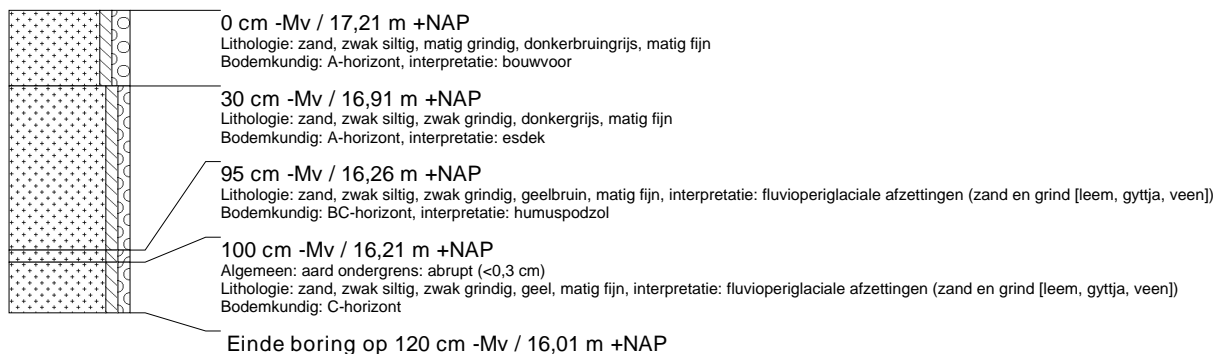 0 cm -Mv / 17,21 m +NAP
Lithologie: zand, zwak siltig, matig grindig, donkerbruingrijs, matig fijn
Bodemkundig: A-horizont, interpretatie: bouwvoor
30 cm -Mv / 16,91 m +NAP
Lithologie: zand, zwak siltig, zwak grindig, donkergrijs, matig fijn
Bodemkundig: A-horizont, interpretatie: esdek
95 cm -Mv / 16,26 m +NAP
Lithologie: zand, zwak siltig, zwak grindig, geelbruin, matig fijn, interpretatie: fluvioperiglaciale afzettingen (zand en grind [leem, gyttja, veen])
Bodemkundig: BC-horizont, interpretatie: humuspodzol
100 cm -Mv / 16,21 m +NAP
Algemeen: aard ondergrens: abrupt (<0,3 cm)
Lithologie: zand, zwak siltig, zwak grindig, geel, matig fijn, interpretatie: fluvioperiglaciale afzettingen (zand en grind [leem, gyttja, veen])
Bodemkundig: C-horizont
Einde boring op 120 cm -Mv / 16,01 m +NAP